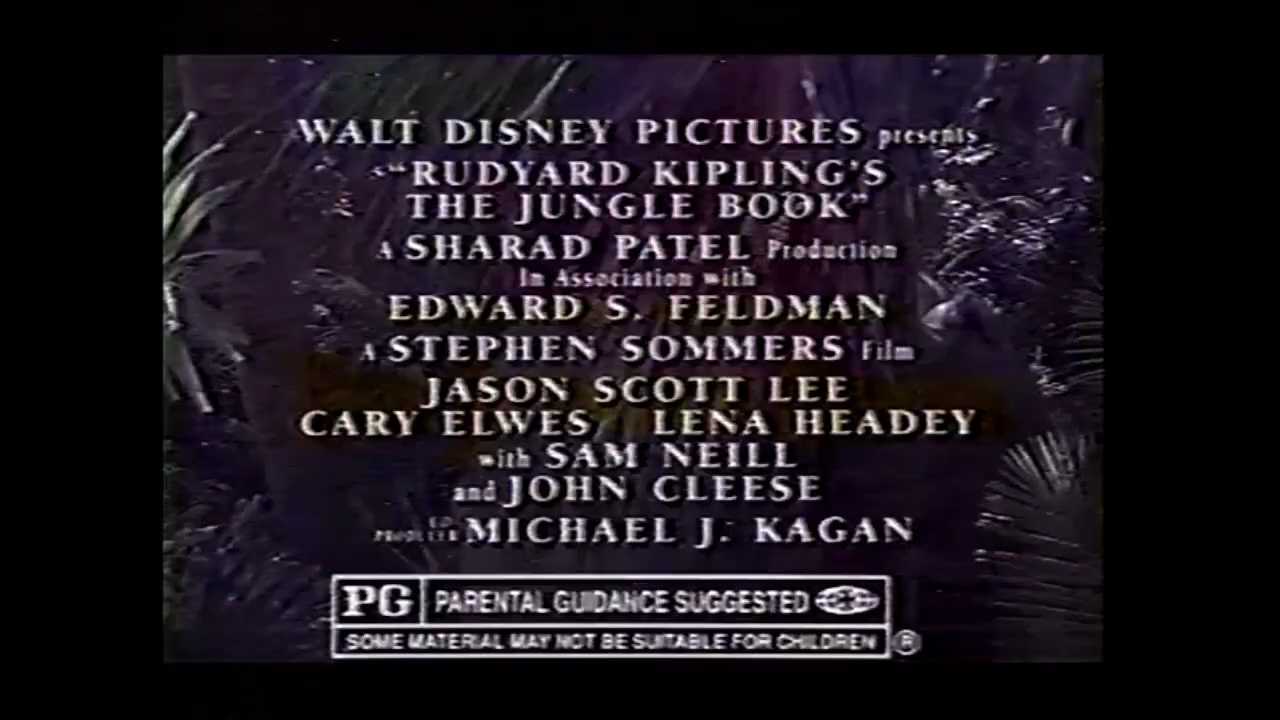 WALT DISNEY PICTURES presents
"RUDYARD KIPLING'S
THE JUNGLE BOOK"
A SHARAD PATEL Production
In Association with
EDWARD S. FELDMAN
A STEPHEN SOMMERS Film
JASON SCOTT LEE
CARY ELWES LENA HEADEY
with SAM NEILL
and JOHN CLEESE
CO PRODUCER MICHAEL J. KAGAN
PG PARENTAL GUIDANCE SUGGESTED
SOME MATERIAL MAY NOT BE SUITABLE FOR CHILDREN ®